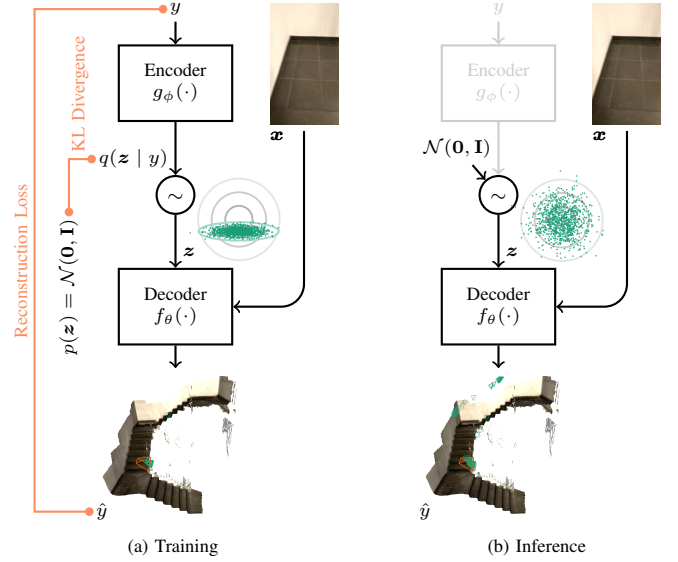 y
Encoder
g_ϕ(·)
x
KL Divergence
q(z | y)
∼
Reconstruction Loss
p(z) = N(0, I)
z
Decoder
f_θ(·)
ŷ
(a) Training
y
Encoder
g_ϕ(·)
x
N(0, I)
∼
z
Decoder
f_θ(·)
ŷ
(b) Inference